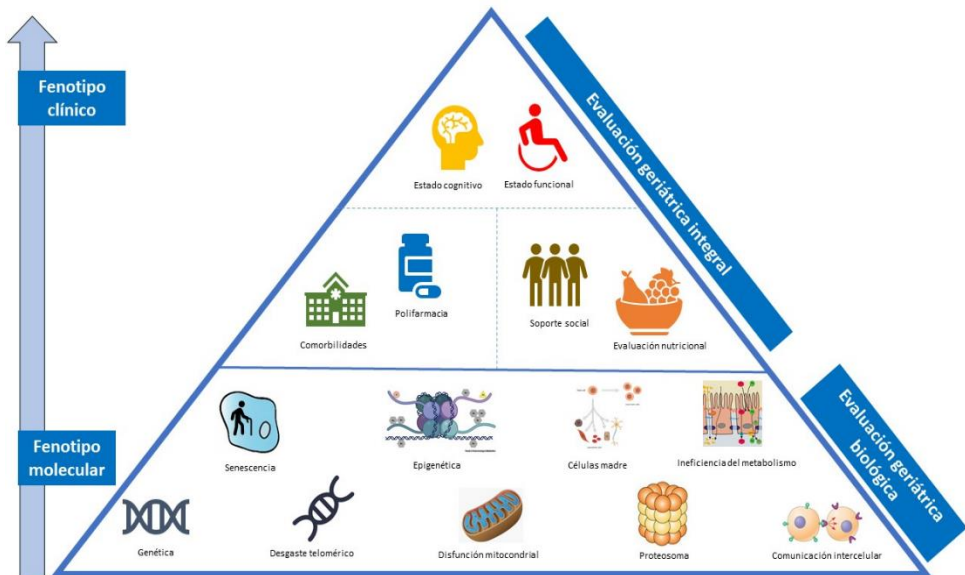 Fenotipo
clínico
Evaluación geriátrica integral
Estado cognitivo
Estado funcional
Polifarmacia
Soporte social
Comorbilidades
Evaluación nutricional
Fenotipo
molecular
Evaluación geriátrica
biológica
Senescencia
Epigenética
Células madre
Ineficiencia del metabolismo
Genética
Desgaste telomérico
Disfunción mitocondrial
Proteosoma
Comunicación intercelular